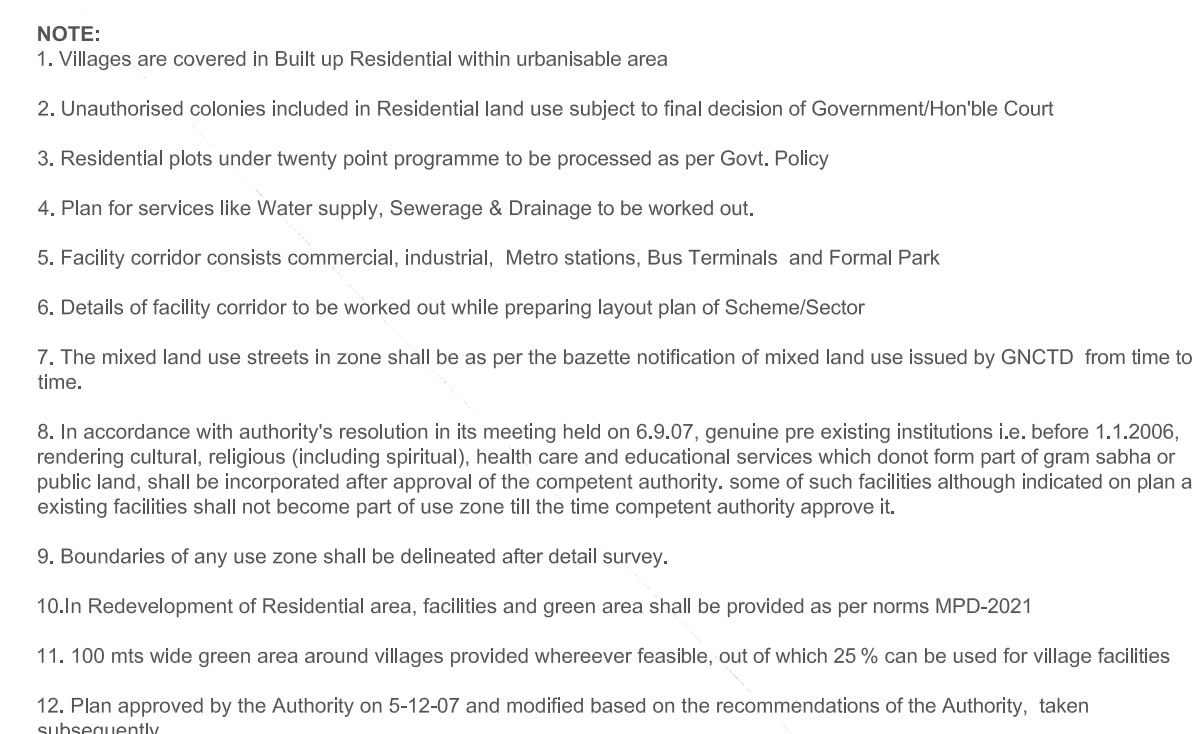 NOTE:
1. Villages are covered in Built up Residential within urbanisable area
2. Unauthorised colonies included in Residential land use subject to final decision of Government/Hon'ble Court
3. Residential plots under twenty point programme to be processed as per Govt. Policy
4. Plan for services like Water supply, Sewerage & Drainage to be worked out.
5. Facility corridor consists commercial, industrial,  Metro stations, Bus Terminals  and Formal Park
6. Details of facility corridor to be worked out while preparing layout plan of Scheme/Sector
7. The mixed land use streets in zone shall be as per the bazette notification of mixed land use issued by GNCTD  from time to
time.
8. In accordance with authority's resolution in its meeting held on 6.9.07, genuine pre existing institutions i.e. before 1.1.2006,
rendering cultural, religious (including spiritual), health care and educational services which donot form part of gram sabha or
public land, shall be incorporated after approval of the competent authority. some of such facilities although indicated on plan a
existing facilities shall not become part of use zone till the time competent authority approve it.
9. Boundaries of any use zone shall be delineated after detail survey.
10.In Redevelopment of Residential area, facilities and green area shall be provided as per norms MPD-2021
11. 100 mts wide green area around villages provided whereever feasible, out of which 25 % can be used for village facilities
12. Plan approved by the Authority on 5-12-07 and modified based on the recommendations of the Authority,  taken
subsequently